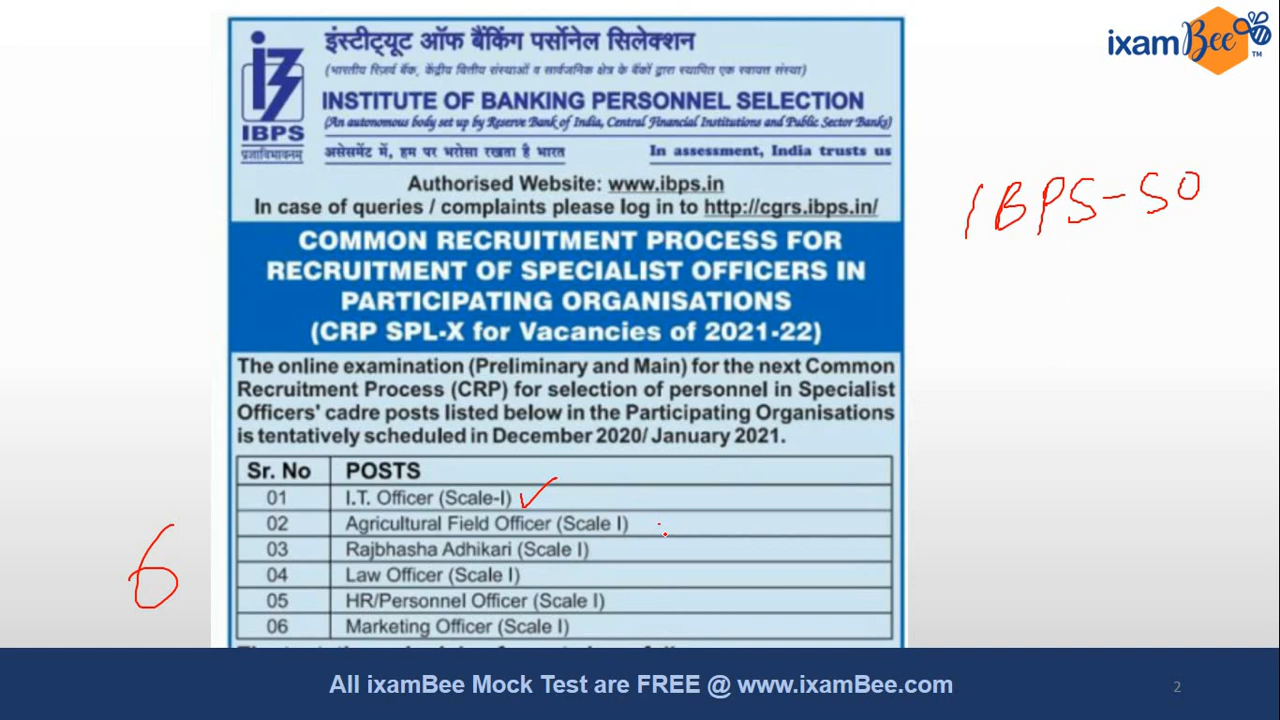 ixamBee™
IBPS
प्रज्ञाविभवानाम्
इंस्टीट्यूट ऑफ बैंकिंग पर्सोनेल सिलेक्शन
(भारतीय रिज़र्व बैंक, केंद्रीय वित्तीय संस्थाओं व सार्वजनिक क्षेत्र के बैंकों द्वारा स्थापित एक स्वायत्त संस्था)
INSTITUTE OF BANKING PERSONNEL SELECTION
(An autonomous body set up by Reserve Bank of India, Central Financial Institutions and Public Sector Banks)
असेसमेंट में, हम पर भरोसा रखता है भारत In assessment, India trusts us
Authorised Website: www.ibps.in
In case of queries / complaints please log in to http://cgrs.ibps.in/
IBPS-SO
COMMON RECRUITMENT PROCESS FOR
RECRUITMENT OF SPECIALIST OFFICERS IN
PARTICIPATING ORGANISATIONS
(CRP SPL-X for Vacancies of 2021-22)
The online examination (Preliminary and Main) for the next Common
Recruitment Process (CRP) for selection of personnel in Specialist
Officers' cadre posts listed below in the Participating Organisations
is tentatively scheduled in December 2020/ January 2021.
Sr. No POSTS
01 I.T. Officer (Scale-I)
02 Agricultural Field Officer (Scale I)
03 Rajbhasha Adhikari (Scale I)
04 Law Officer (Scale I)
05 HR/Personnel Officer (Scale I)
06 Marketing Officer (Scale I)
6
All ixamBee Mock Test are FREE @ www.ixamBee.com
2